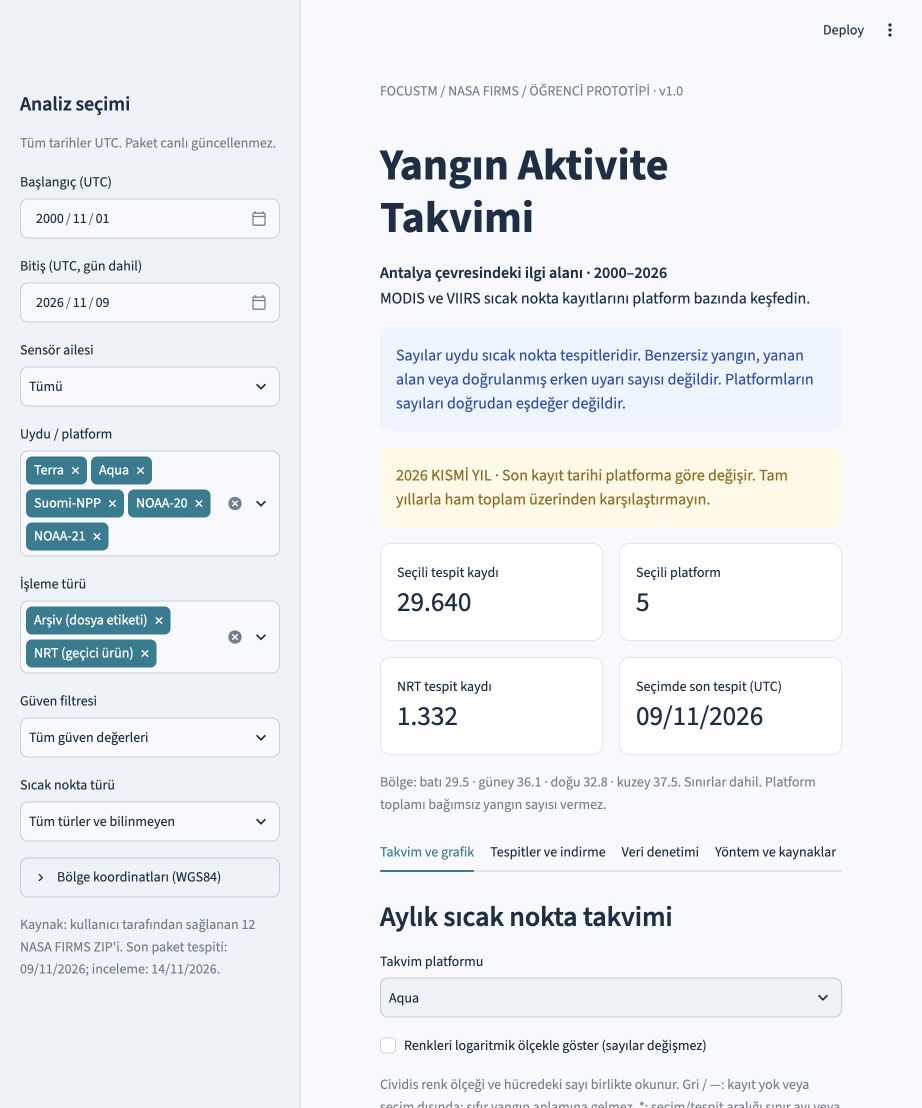 Analiz seçimi
Tüm tarihler UTC. Paket canlı güncellenmez.
Başlangıç (UTC)
2000/11/01
Bitiş (UTC, gün dahil)
2026/11/09
Sensör ailesi
Tümü
Uydu / platform
Terra × Aqua ×
Suomi-NPP × NOAA-20 ×
NOAA-21 ×
İşleme türü
Arşiv (dosya etiketi) ×
NRT (geçici ürün) ×
Güven filtresi
Tüm güven değerleri
Sıcak nokta türü
Tüm türler ve bilinmeyen
Bölge koordinatları (WGS84)
Kaynak: kullanıcı tarafından sağlanan 12
NASA FIRMS ZIP'i. Son paket tespiti:
09/11/2026; inceleme: 14/11/2026.
Deploy
FOCUSTM / NASA FIRMS / ÖĞRENCİ PROTOTİPİ · v1.0
Yangın Aktivite
Takvimi
Antalya çevresindeki ilgi alanı · 2000–2026
MODIS ve VIIRS sıcak nokta kayıtlarını platform bazında keşfedin.
Sayılar uydu sıcak nokta tespitleridir. Benzersiz yangın, yanan
alan veya doğrulanmış erken uyarı sayısı değildir. Platformların
sayıları doğrudan eşdeğer değildir.
2026 KISMİ YIL · Son kayıt tarihi platforma göre değişir. Tam
yıllarla ham toplam üzerinden karşılaştırmayın.
Seçili tespit kaydı
29.640
Seçili platform
5
NRT tespit kaydı
1.332
Seçimde son tespit (UTC)
09/11/2026
Bölge: batı 29.5 · güney 36.1 · doğu 32.8 · kuzey 37.5. Sınırlar dahil. Platform
toplamı bağımsız yangın sayısı vermez.
Takvim ve grafik Tespitler ve indirme Veri denetimi Yöntem ve kaynaklar
Aylık sıcak nokta takvimi
Takvim platformu
Aqua
Renkleri logaritmik ölçekle göster (sayılar değişmez)
Cividis renk ölçeği ve hücredeki sayı birlikte okunur. Gri / —: kayıt yok veya
seçim dışında; sıfır yangın anlamına gelmez. *: seçim/tespit aralığı sınır ayı veya